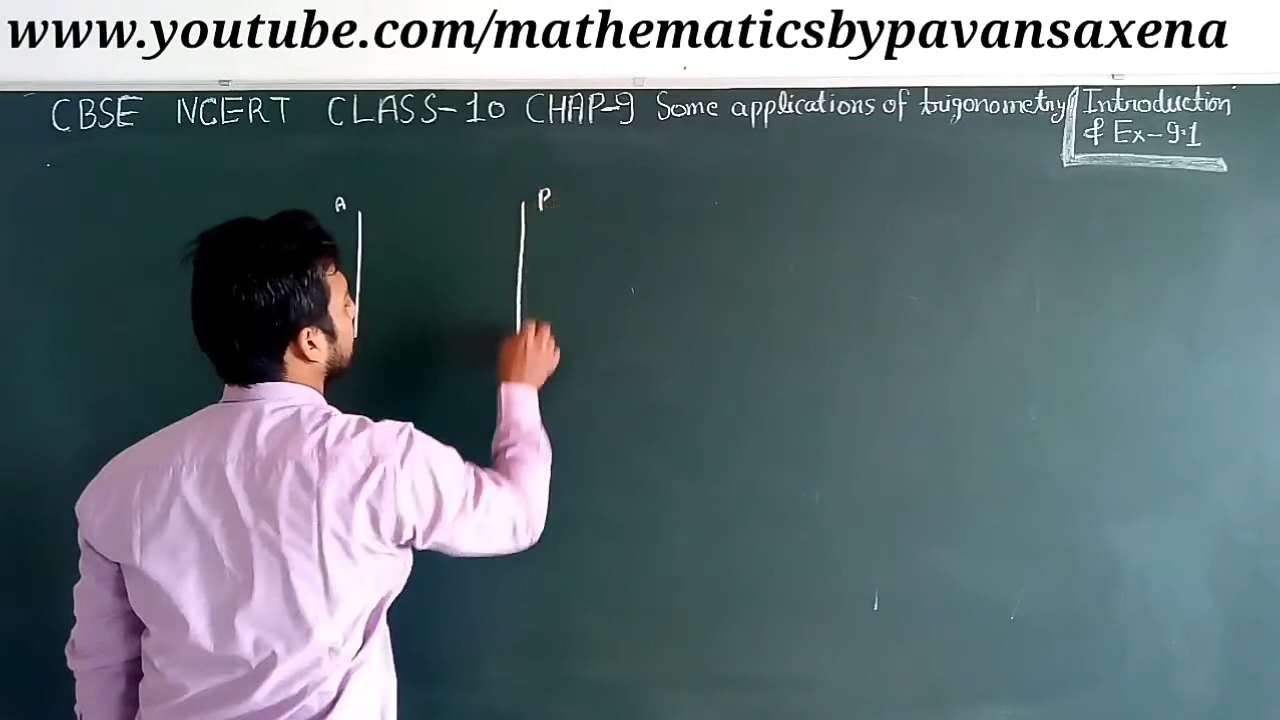 www.youtube.com/mathematicsbypavansaxena
CBSE NCERT CLASS-10 CHAP-9 Some applications of trigonometry Introduction
& Ex-9.1
A
P